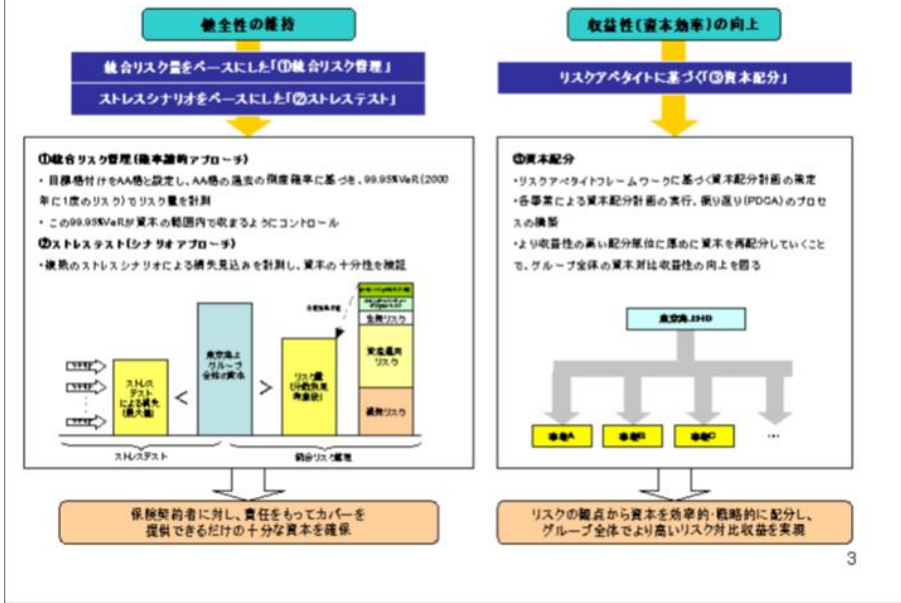 健全性の維持
統合リスク量をベースにした「①統合リスク管理」
ストレスシナリオをベースにした「②ストレステスト」
①統合リスク管理(確率論的アプローチ)
・目標格付けをAA格と設定し、AA格の過去の倒産確率に基づき、99.95%VaR(2000
年に1度のリスク)でリスク量を計測
・この99.95%VaRが資本の範囲内で収まるようにコントロール
②ストレステスト(シナリオアプローチ)
・複数のストレスシナリオによる損失見込みを計測し、資本の十分性を検証
ストレス
テスト
による損失
(最大値)
<
東京海上
グループ
全体の資本
>
リスク量
生保リスク
資産運用
リスク
損保リスク
ストレステスト
統合リスク管理
保険契約者に対し、責任をもってカバーを
提供できるだけの十分な資本を確保
収益性(資本効率)の向上
リスクアペタイトに基づく「③資本配分」
③資本配分
・リスクアペタイトフレームワークに基づく資本配分計画の策定
・各事業による資本配分計画の実行、振り返り(PDCA)のプロセ
スの構築
・より収益性の高い配分単位に厚めに資本を再配分していくこと
で、グループ全体の資本対比収益性の向上を図る
東京海上HD
事業A
事業B
事業C
…
リスクの観点から資本を効率的・戦略的に配分し、
グループ全体でより高いリスク対比収益を実現
3